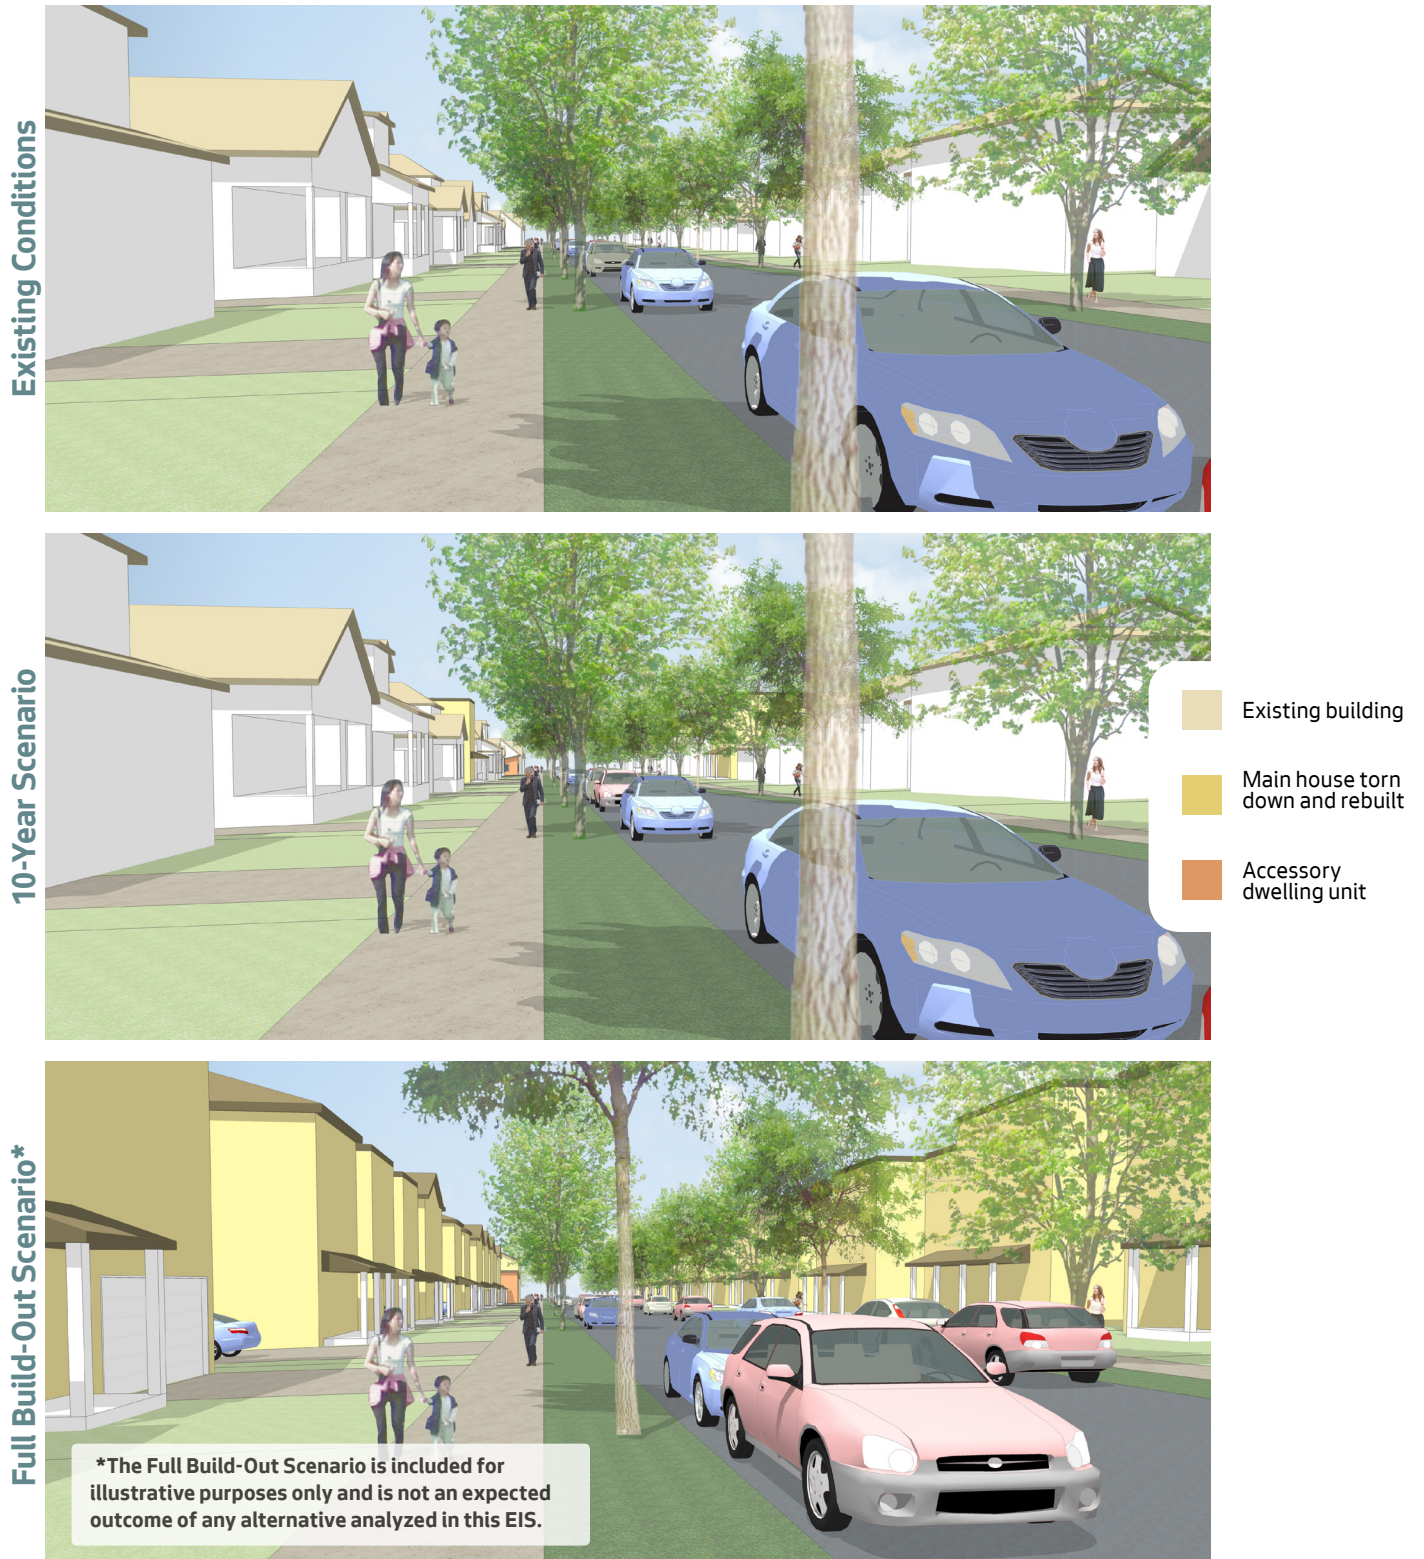 Existing Conditions
10-Year Scenario
Existing building
Main house torn
down and rebuilt
Accessory
dwelling unit
Full Build-Out Scenario*
*The Full Build-Out Scenario is included for
illustrative purposes only and is not an expected
outcome of any alternative analyzed in this EIS.